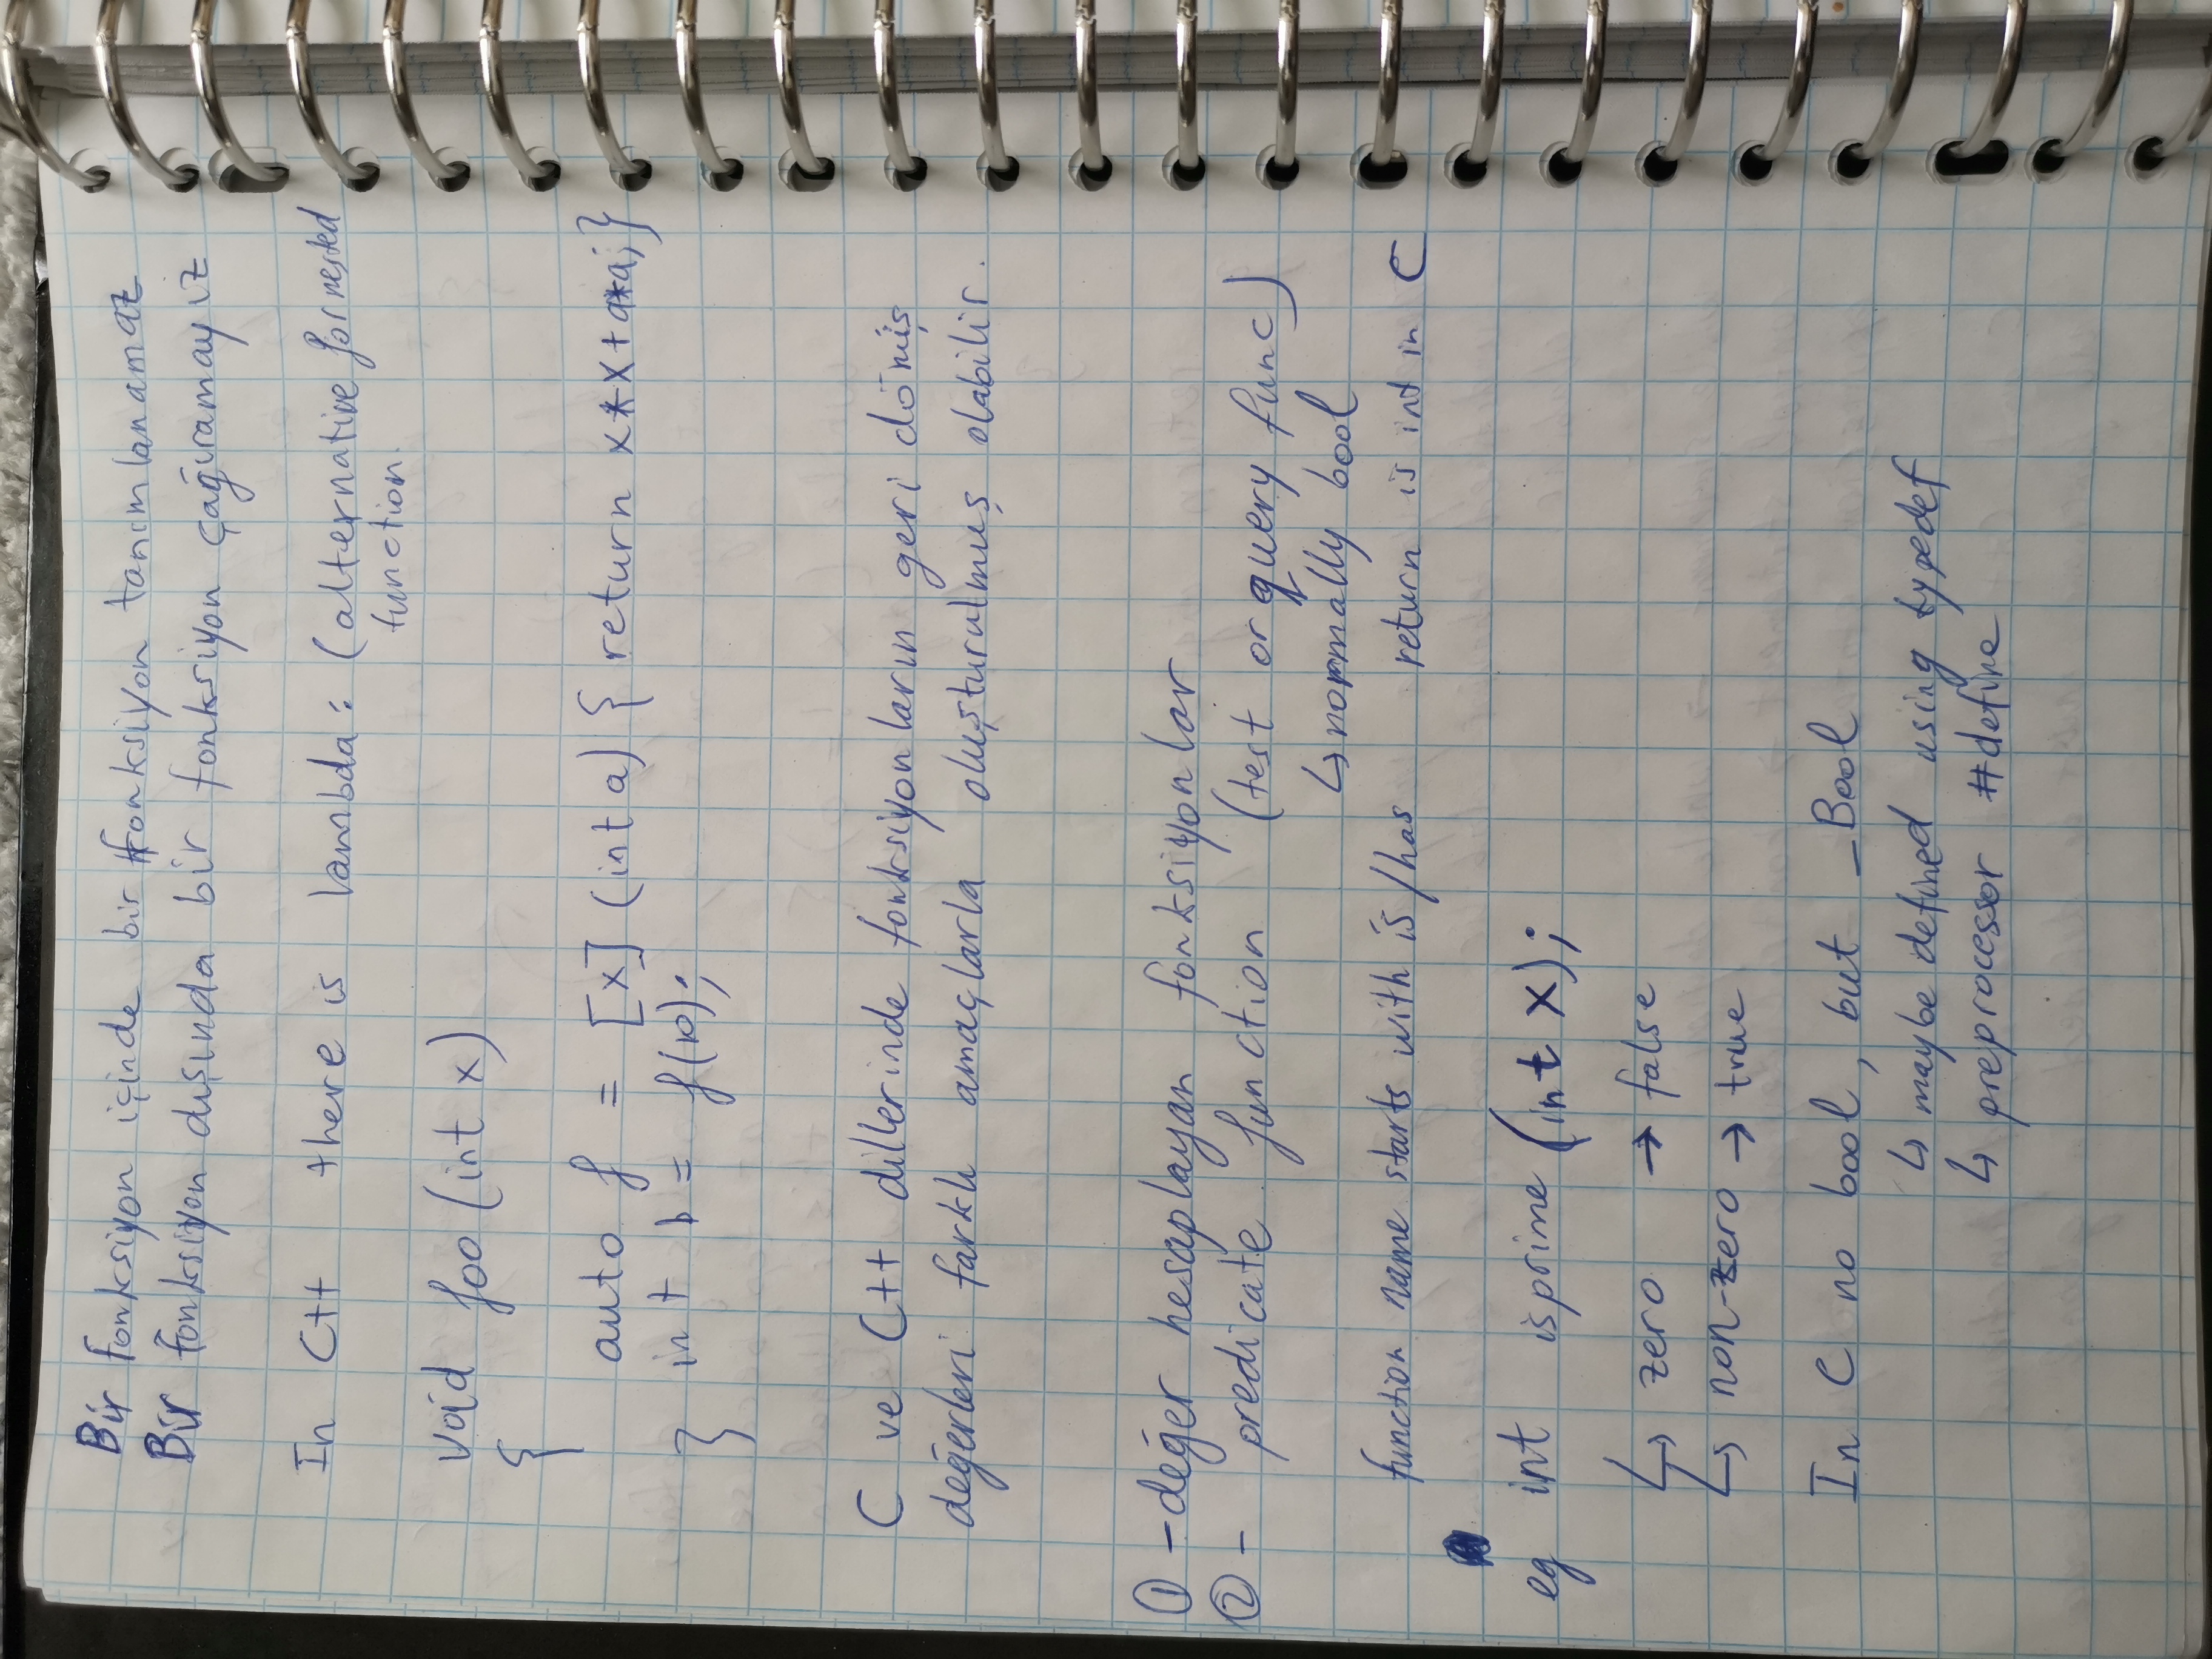 Bir fonksiyon içinde bir fonksiyon tanımlanamaz
Bir fonksiyon dışında bir fonksiyon çağıramayız
In C++ there is lambda: (alternative for nested
function.
void foo (int x)
{
auto f = [x] (int a) { return x*x+a*a;}
int b = f(10);
}
C ve C++ dillerinde fonksiyonların geri dönüş
değerleri farklı amaçlarla oluşturulmuş olabilir.
① - değer hesaplayan fonksiyonlar
② - predicate function (test or query func)
↳ normally bool
function name starts with is/has return is int in C
eg int isprime (int x);
↳ zero → false
↳ non-zero → true
In C no bool, but _Bool
↳ maybe defined using typedef
↳ preprocessor #define